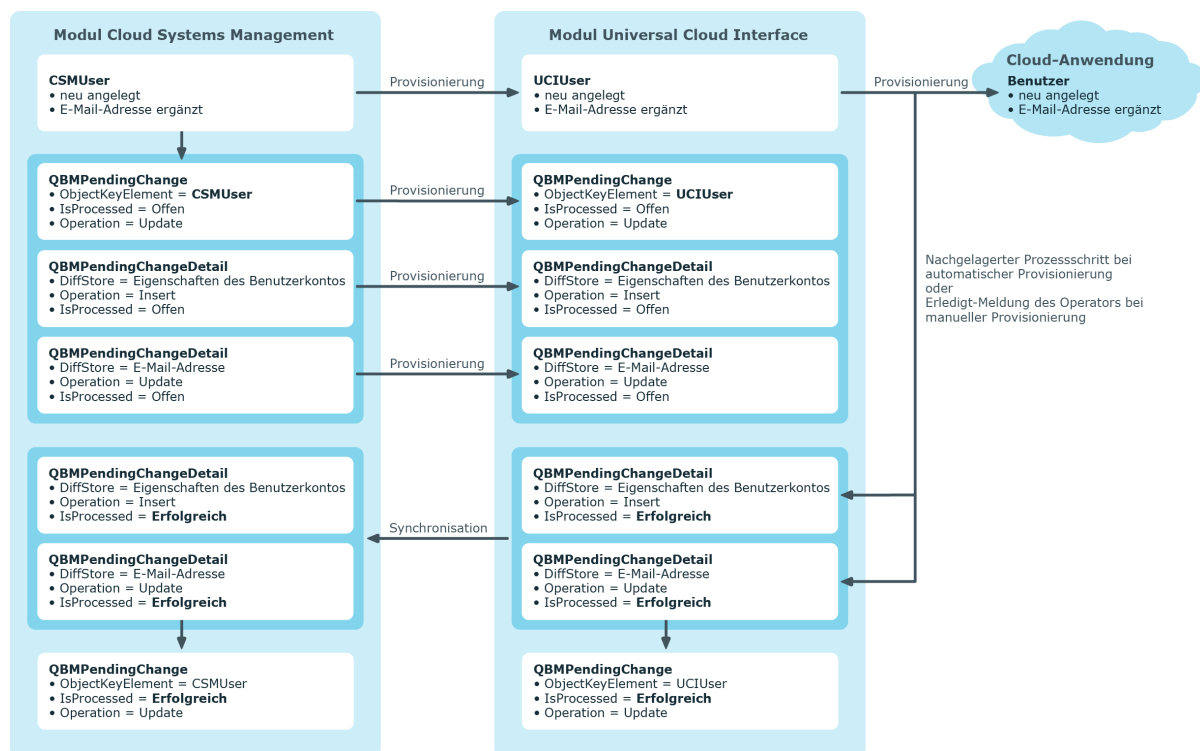 Modul Cloud Systems Management
CSMUser
• neu angelegt
• E-Mail-Adresse ergänzt
Provisionierung
Modul Universal Cloud Interface
UCIUser
• neu angelegt
• E-Mail-Adresse ergänzt
Provisionierung
Cloud-Anwendung
Benutzer
• neu angelegt
• E-Mail-Adresse ergänzt
QBMPendingChange
• ObjectKeyElement = CSMUser
• IsProcessed = Offen
• Operation = Update
Provisionierung
QBMPendingChange
• ObjectKeyElement = UCIUser
• IsProcessed = Offen
• Operation = Update
QBMPendingChangeDetail
• DiffStore = Eigenschaften des Benutzerkontos
• Operation = Insert
• IsProcessed = Offen
Provisionierung
QBMPendingChangeDetail
• DiffStore = Eigenschaften des Benutzerkontos
• Operation = Insert
• IsProcessed = Offen
Nachgelagerter Prozessschritt bei
automatischer Provisionierung
oder
Erledigt-Meldung des Operators bei
manueller Provisionierung
QBMPendingChangeDetail
• DiffStore = E-Mail-Adresse
• Operation = Update
• IsProcessed = Offen
Provisionierung
QBMPendingChangeDetail
• DiffStore = E-Mail-Adresse
• Operation = Update
• IsProcessed = Offen
QBMPendingChangeDetail
• DiffStore = Eigenschaften des Benutzerkontos
• Operation = Insert
• IsProcessed = Erfolgreich
QBMPendingChangeDetail
• DiffStore = Eigenschaften des Benutzerkontos
• Operation = Insert
• IsProcessed = Erfolgreich
Synchronisation
QBMPendingChangeDetail
• DiffStore = E-Mail-Adresse
• Operation = Update
• IsProcessed = Erfolgreich
QBMPendingChangeDetail
• DiffStore = E-Mail-Adresse
• Operation = Update
• IsProcessed = Erfolgreich
QBMPendingChange
• ObjectKeyElement = CSMUser
• IsProcessed = Erfolgreich
• Operation = Update
QBMPendingChange
• ObjectKeyElement = UCIUser
• IsProcessed = Erfolgreich
• Operation = Update